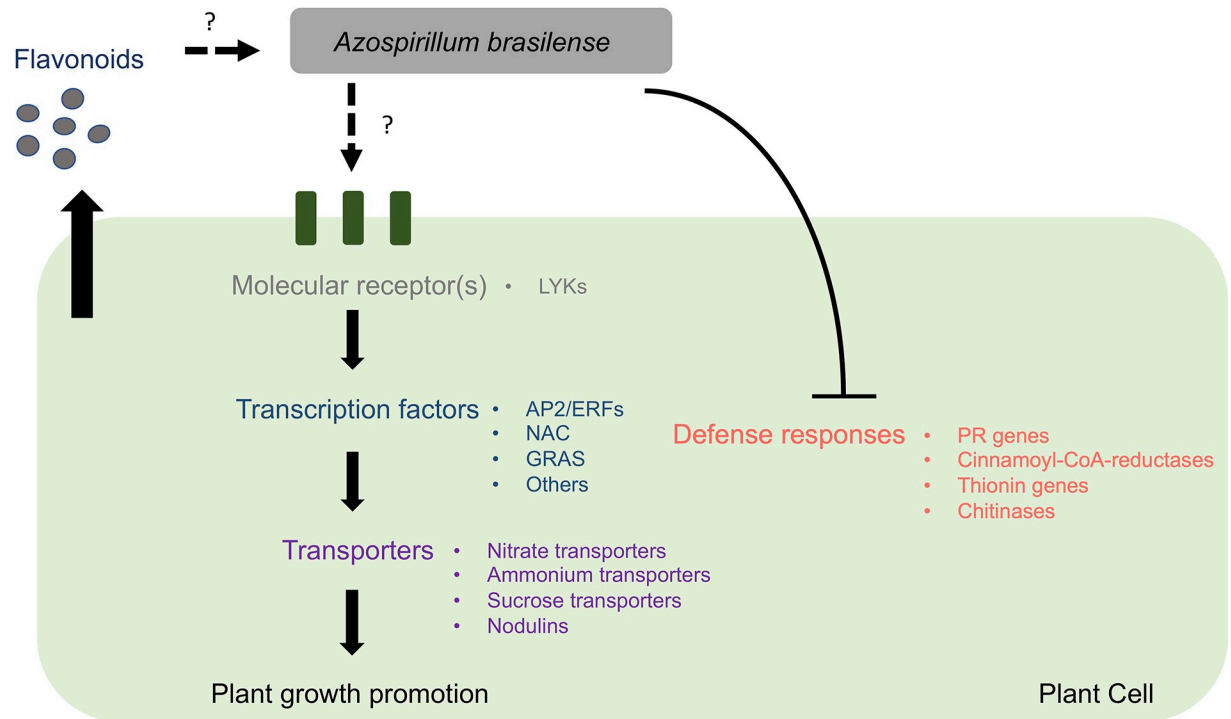 ?
Flavonoids
Azospirillum brasilense
?
Molecular receptor(s) • LYKs
Transcription factors • AP2/ERFs
• NAC
• GRAS
• Others
Defense responses • PR genes
• Cinnamoyl-CoA-reductases
• Thionin genes
• Chitinases
Transporters • Nitrate transporters
• Ammonium transporters
• Sucrose transporters
• Nodulins
Plant growth promotion
Plant Cell